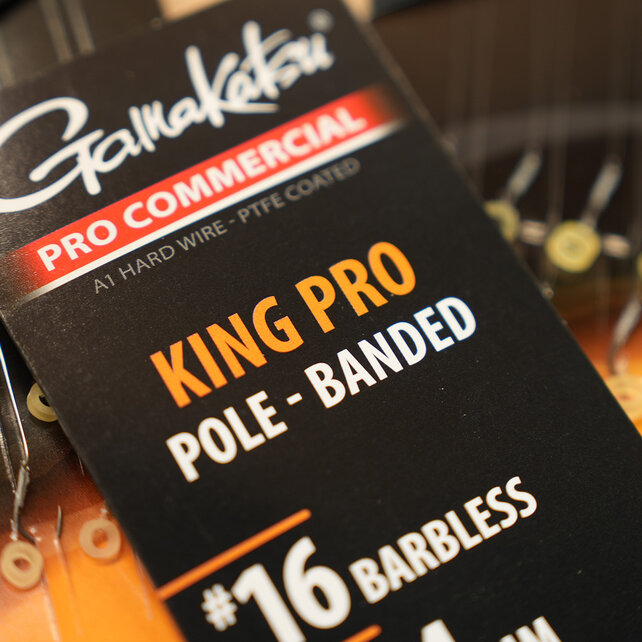 Gamakatsu
PRO COMMERCIAL
A1 HARD WIRE - PTFE COATED
KING PRO
POLE - BANDED
#16 BARBLESS